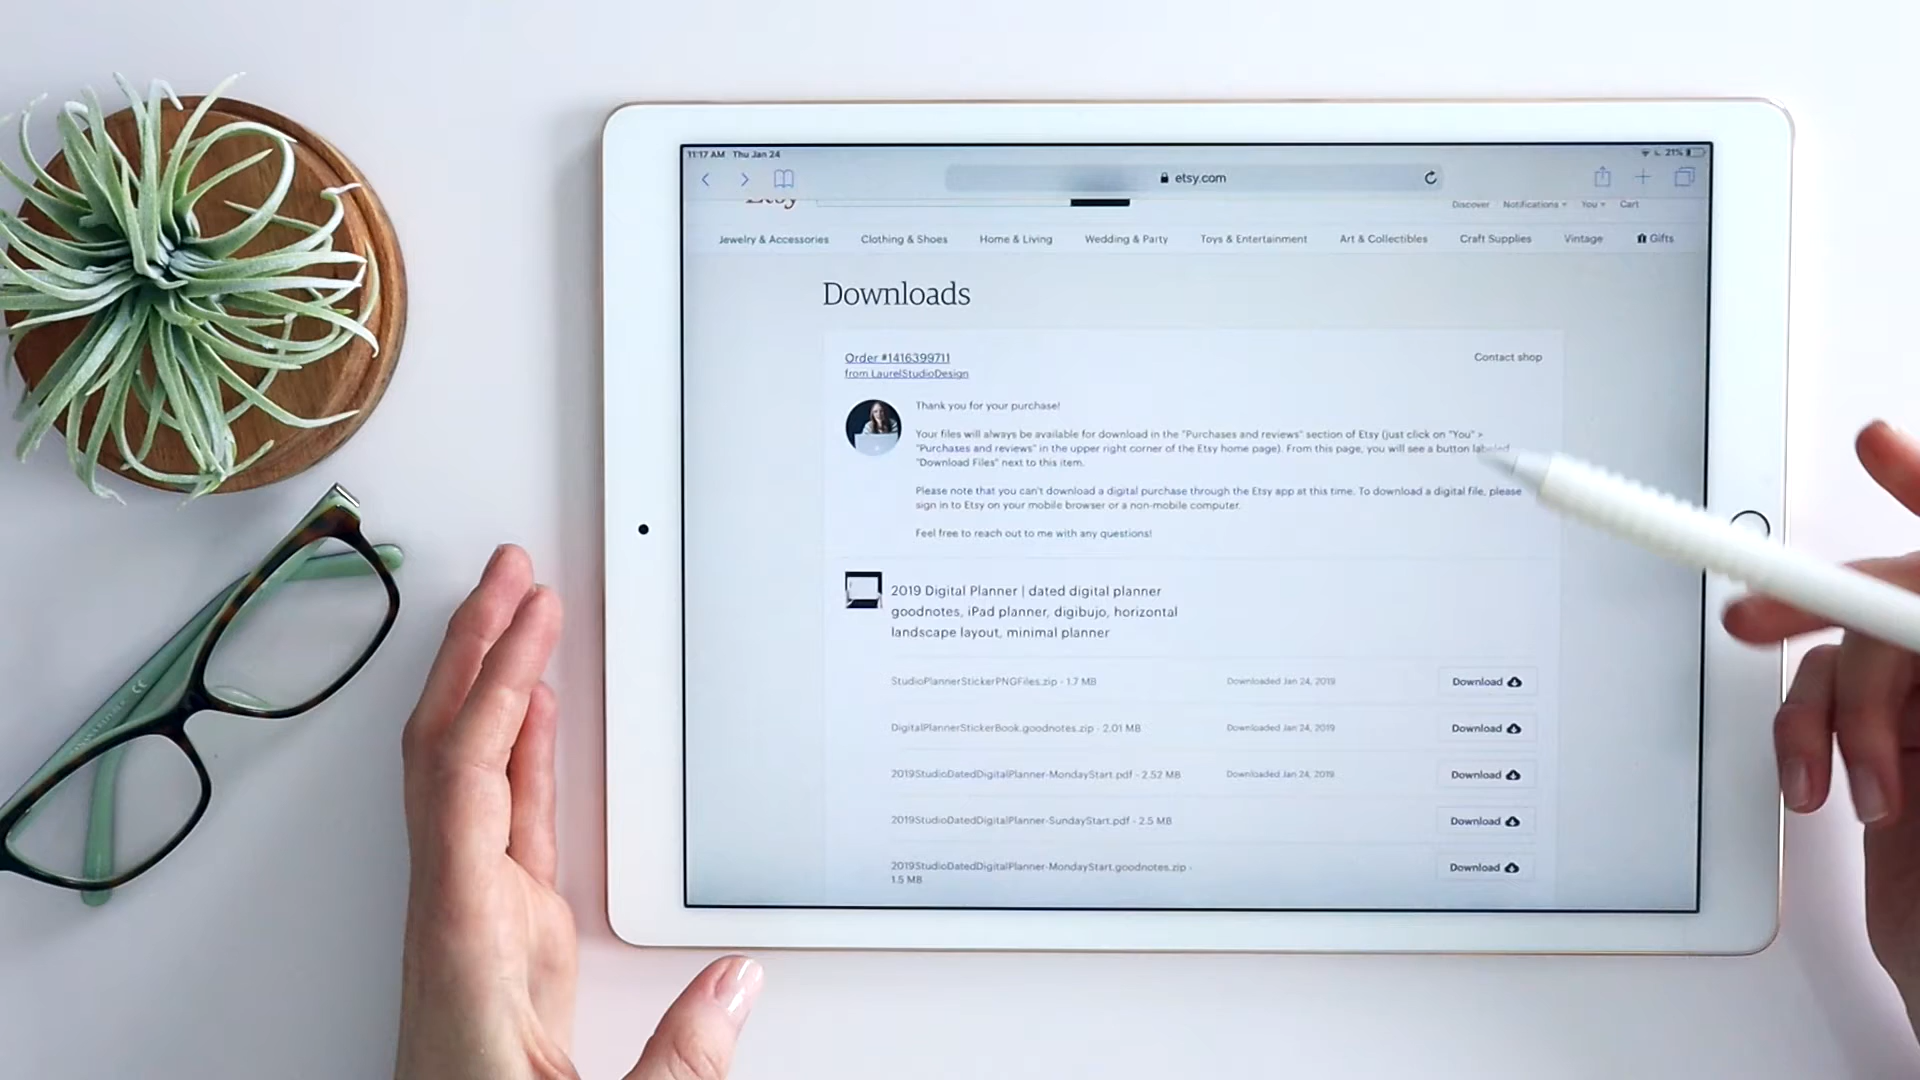 11:17 AM Thu Jan 24
21%
etsy.com
Etsy
Discover Notifications You Cart
Jewelry & Accessories Clothing & Shoes Home & Living Wedding & Party Toys & Entertainment Art & Collectibles Craft Supplies Vintage Gifts
Downloads
Order #1416399711 Contact shop
from LaurelStudioDesign
Thank you for your purchase!
Your files will always be available for download in the "Purchases and reviews" section of Etsy (just click on "You" >
"Purchases and reviews" in the upper right corner of the Etsy home page). From this page, you will see a button labeled
"Download Files" next to this item.
Please note that you can't download a digital purchase through the Etsy app at this time. To download a digital file, please
sign in to Etsy on your mobile browser or a non-mobile computer.
Feel free to reach out to me with any questions!
2019 Digital Planner | dated digital planner
goodnotes, iPad planner, digibujo, horizontal
landscape layout, minimal planner
StudioPlannerStickerPNGFiles.zip - 1.7 MB Downloaded Jan 24, 2019 Download
DigitalPlannerStickerBook.goodnotes.zip - 2.01 MB Downloaded Jan 24, 2019 Download
2019StudioDatedDigitalPlanner-MondayStart.pdf - 2.52 MB Downloaded Jan 24, 2019 Download
2019StudioDatedDigitalPlanner-SundayStart.pdf - 2.5 MB Download
2019StudioDatedDigitalPlanner-MondayStart.goodnotes.zip - Download
1.5 MB